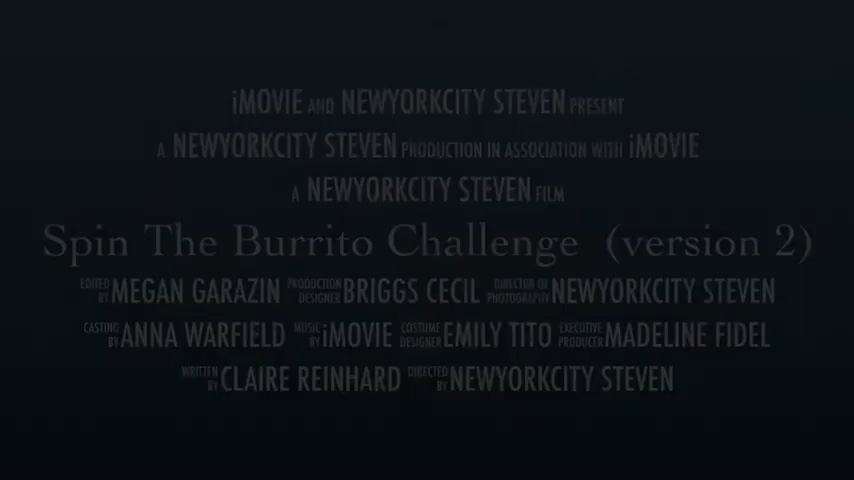 iMOVIE AND NEWYORKCITY STEVEN PRESENT
A NEWYORKCITY STEVEN PRODUCTION IN ASSOCIATION WITH iMOVIE
A NEWYORKCITY STEVEN FILM
Spin The Burrito Challenge (version 2)
EDITED BY MEGAN GARAZIN PRODUCTION DESIGNER BRIGGS CECIL DIRECTOR OF PHOTOGRAPHY NEWYORKCITY STEVEN
CASTING BY ANNA WARFIELD MUSIC BY iMOVIE COSTUME DESIGNER EMILY TITO EXECUTIVE PRODUCER MADELINE FIDEL
WRITTEN BY CLAIRE REINHARD DIRECTED BY NEWYORKCITY STEVEN